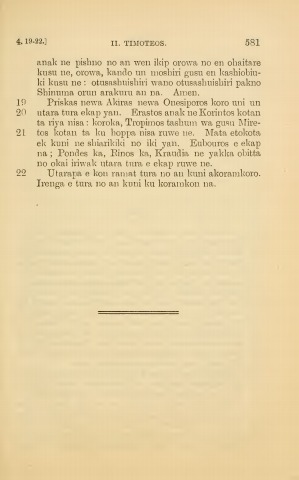 4, 19-22.] II. TIMOTEOS. 581
anak ne pishno no an wen ikip orowa no en ohaitare
kusu ne, orowa, kando un moshiri gusu en kashiobiu-
ki kusu ne : otusashuishiri wano otusashuishiri pakno
Shinuma orun arakuru an na. Amen.
19 Priskas newa Akiras newa Onesiporos koro uni un
20 utara tura ekap yan. Erastos anak ne Korintos kotan
ta riya nisa : koroka, Tropimos tashum wa gusu Mire-
21 tos kotan ta ku hoppa nisa ruwe ne. Mata etokota
ek kuni ne shiarikiki no iki yan. Eubouros e ekap
na ; Pondes ka, Rinos ka, Kraudia ne yakka obitta
no okai iriwak utara tura e ekap ruwe ne.
22 Utarapa e kon ramat tura no an kuni akoramkoro.
Irenga e tura no an kuni ku koramkon na.